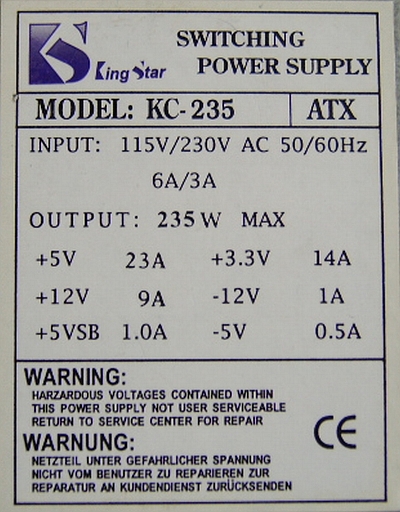 King Star
SWITCHING
POWER SUPPLY
MODEL: KC-235 ATX
INPUT: 115V/230V AC 50/60Hz
6A/3A
OUTPUT: 235W MAX
+5V 23A +3.3V 14A
+12V 9A -12V 1A
+5VSB 1.0A -5V 0.5A
WARNING:
HARZARDOUS VOLTAGES CONTAINED WITHIN
THIS POWER SUPPLY NOT USER SERVICEABLE
RETURN TO SERVICE CENTER FOR REPAIR
CE
WARNUNG:
NETZTEIL UNTER GEFAHRLICHER SPANNUNG
NICHT VOM BENUTZER ZU REPARIEREN ZUR
REPARATUR AN KUNDENDIENST ZURÜCKSENDEN